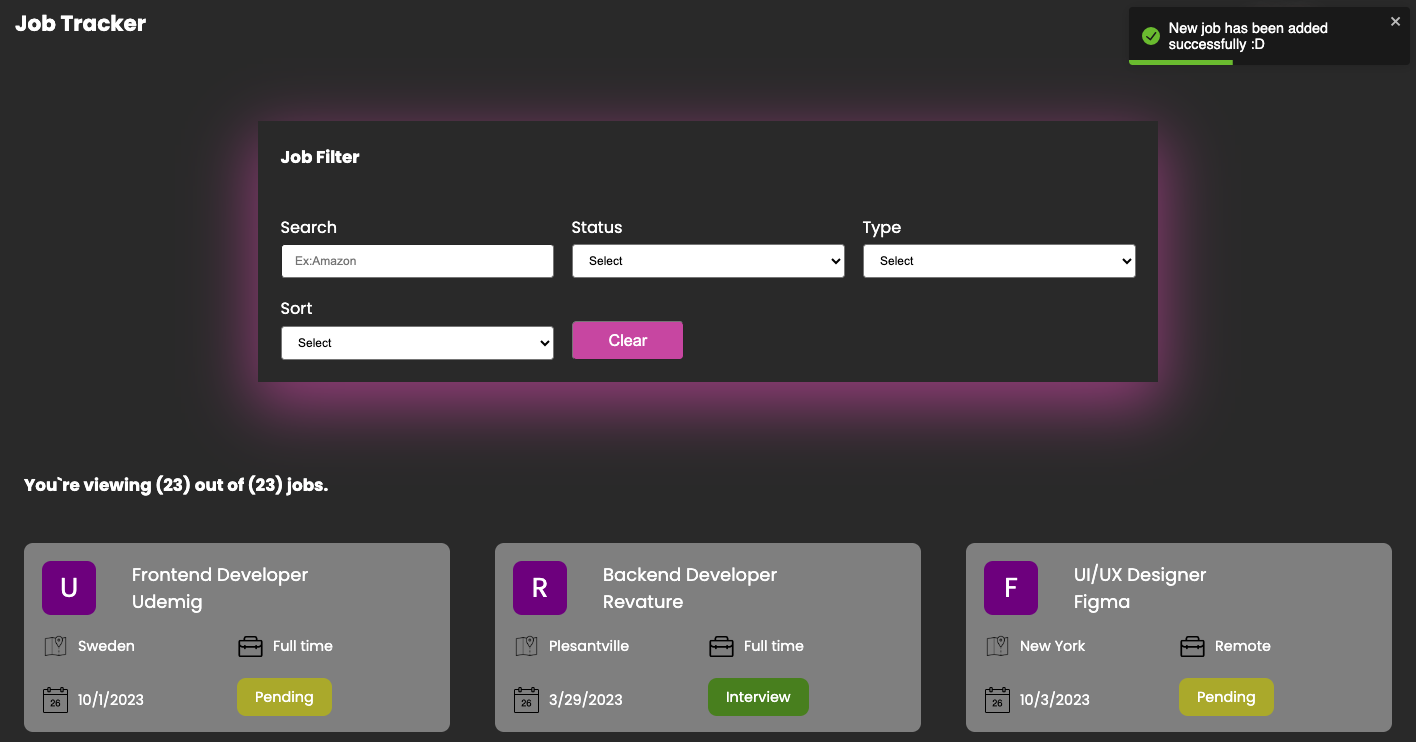 Job Tracker
New job has been added
successfully :D
Job Filter
Search
Status
Type
Ex:Amazon
Select
Select
Sort
Select
Clear
You`re viewing (23) out of (23) jobs.
U
Frontend Developer
Udemig
Sweden
Full time
26
10/1/2023
Pending
R
Backend Developer
Revature
Plesantville
Full time
26
3/29/2023
Interview
F
UI/UX Designer
Figma
New York
Remote
26
10/3/2023
Pending